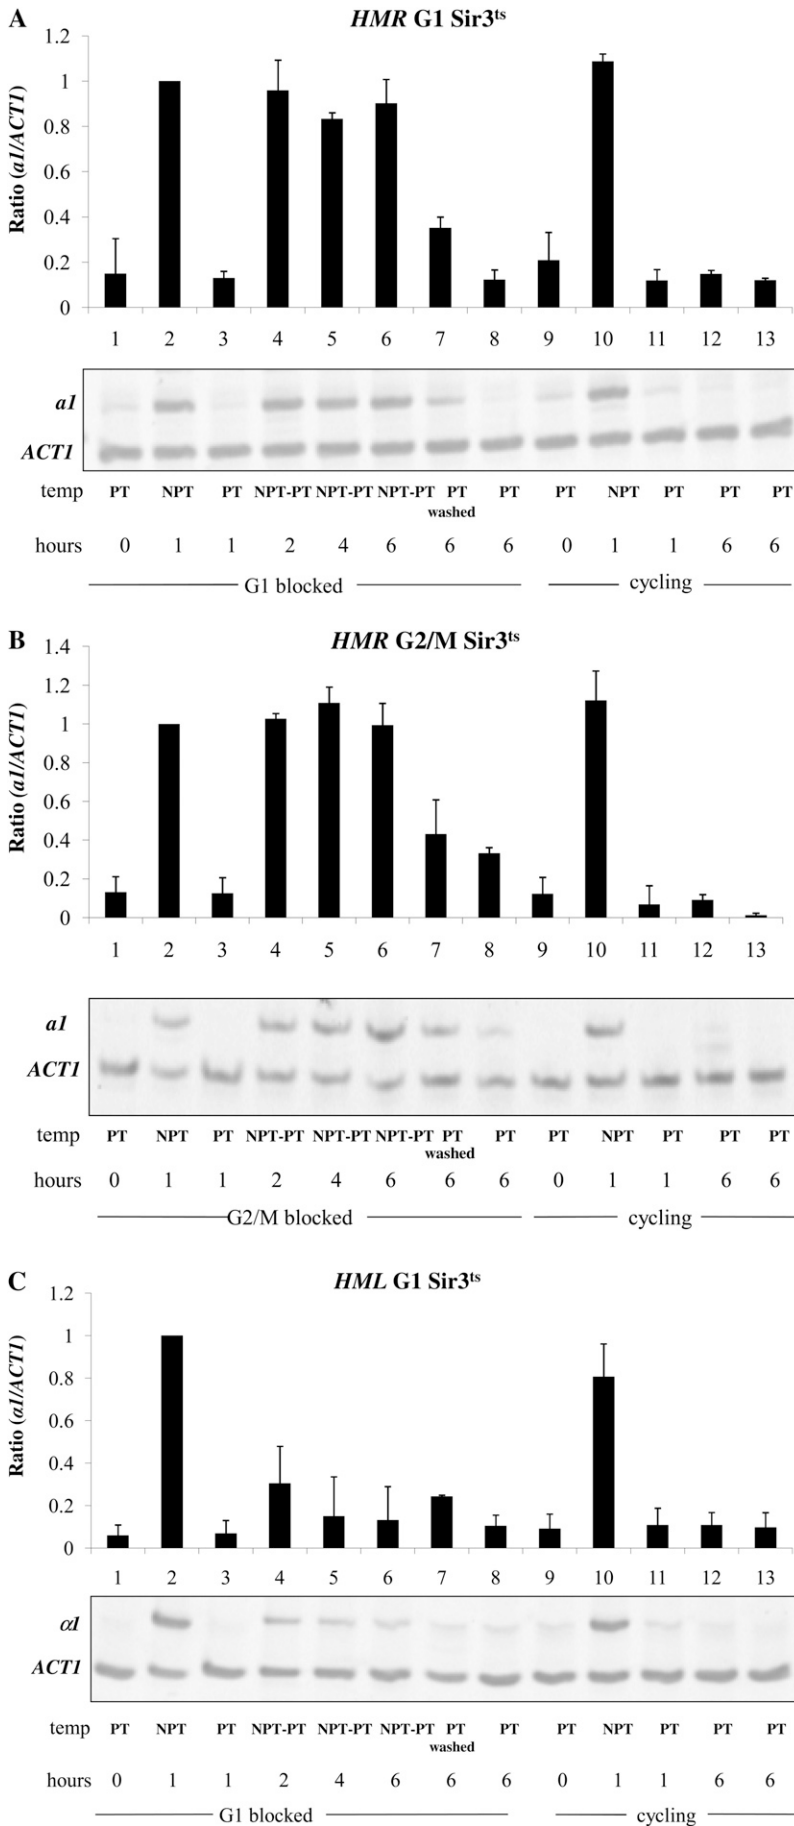 A HMR G1 Sir3ts
1.2
1
0.8
0.6
0.4
0.2
0
Ratio (a1/ACT1)
1 2 3 4 5 6 7 8 9 10 11 12 13
a1
ACT1
temp PT NPT PT NPT-PT NPT-PT NPT-PT PT PT PT NPT PT PT PT
washed
hours 0 1 1 2 4 6 6 6 0 1 1 6 6
G1 blocked cycling
B HMR G2/M Sir3ts
1.4
1.2
1
0.8
0.6
0.4
0.2
0
Ratio (a1/ACT1)
1 2 3 4 5 6 7 8 9 10 11 12 13
a1
ACT1
temp PT NPT PT NPT-PT NPT-PT NPT-PT PT PT PT NPT PT PT PT
washed
hours 0 1 1 2 4 6 6 6 0 1 1 6 6
G2/M blocked cycling
C HML G1 Sir3ts
1.2
1
0.8
0.6
0.4
0.2
0
Ratio (α1/ACT1)
1 2 3 4 5 6 7 8 9 10 11 12 13
α1
ACT1
temp PT NPT PT NPT-PT NPT-PT NPT-PT PT PT PT NPT PT PT PT
washed
hours 0 1 1 2 4 6 6 6 0 1 1 6 6
G1 blocked cycling